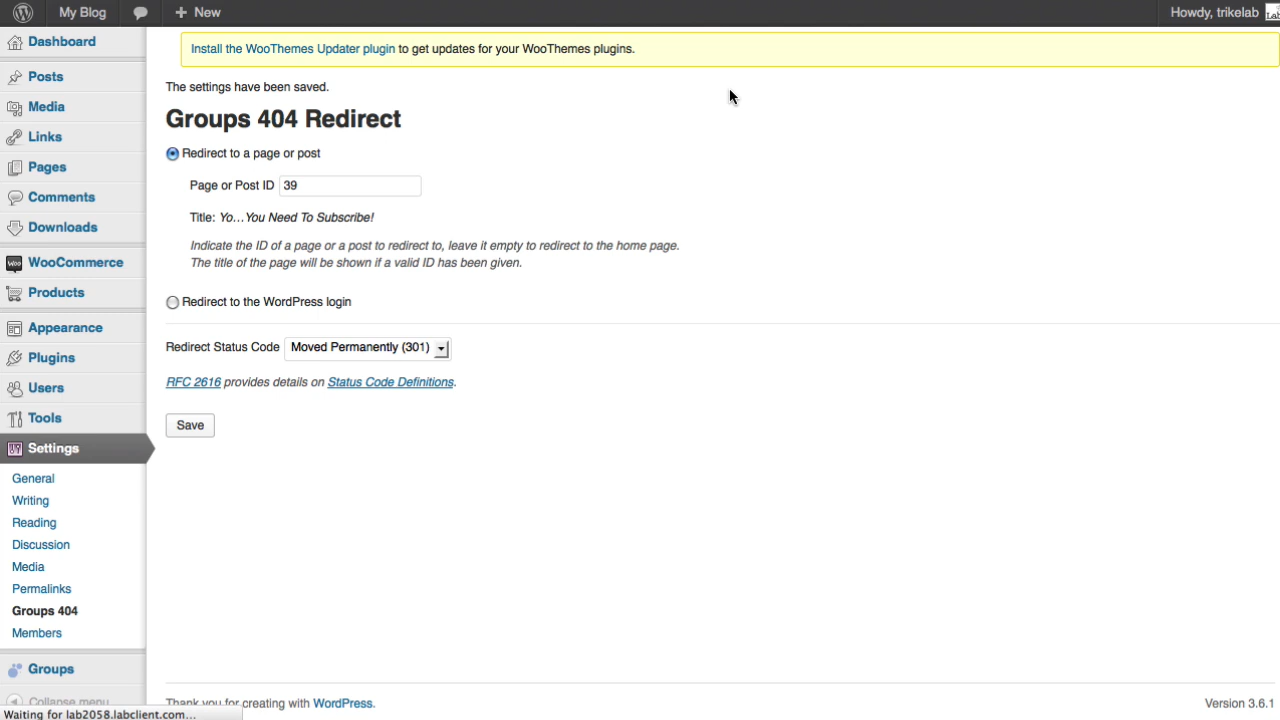 My Blog
New
Howdy, trikelab
Dashboard
Posts
Media
Links
Pages
Comments
Downloads
WooCommerce
Products
Appearance
Plugins
Users
Tools
Settings
General
Writing
Reading
Discussion
Media
Permalinks
Groups 404
Members
Groups
Collapse menu
Waiting for lab2058.labclient.com...
Install the WooThemes Updater plugin to get updates for your WooThemes plugins.
The settings have been saved.
Groups 404 Redirect
Redirect to a page or post
Page or Post ID 39
Title: Yo...You Need To Subscribe!
Indicate the ID of a page or a post to redirect to, leave it empty to redirect to the home page.
The title of the page will be shown if a valid ID has been given.
Redirect to the WordPress login
Redirect Status Code Moved Permanently (301)
RFC 2616 provides details on Status Code Definitions.
Save
Thank you for creating with WordPress.
Version 3.6.1